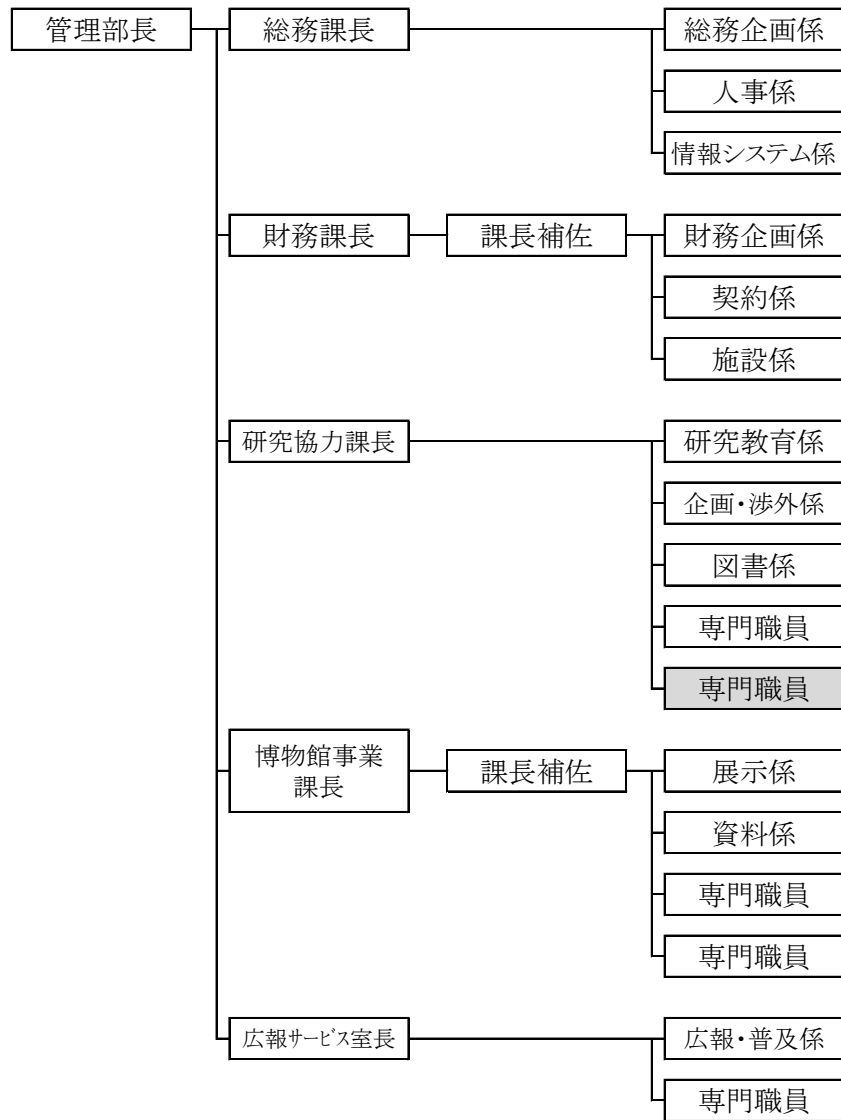 管理部長
総務課長
総務企画係
人事係
情報システム係
財務課長
課長補佐
財務企画係
契約係
施設係
研究協力課長
研究教育係
企画・渉外係
図書係
専門職員
専門職員
博物館事業
課長
課長補佐
展示係
資料係
専門職員
専門職員
広報サービス室長
広報・普及係
専門職員